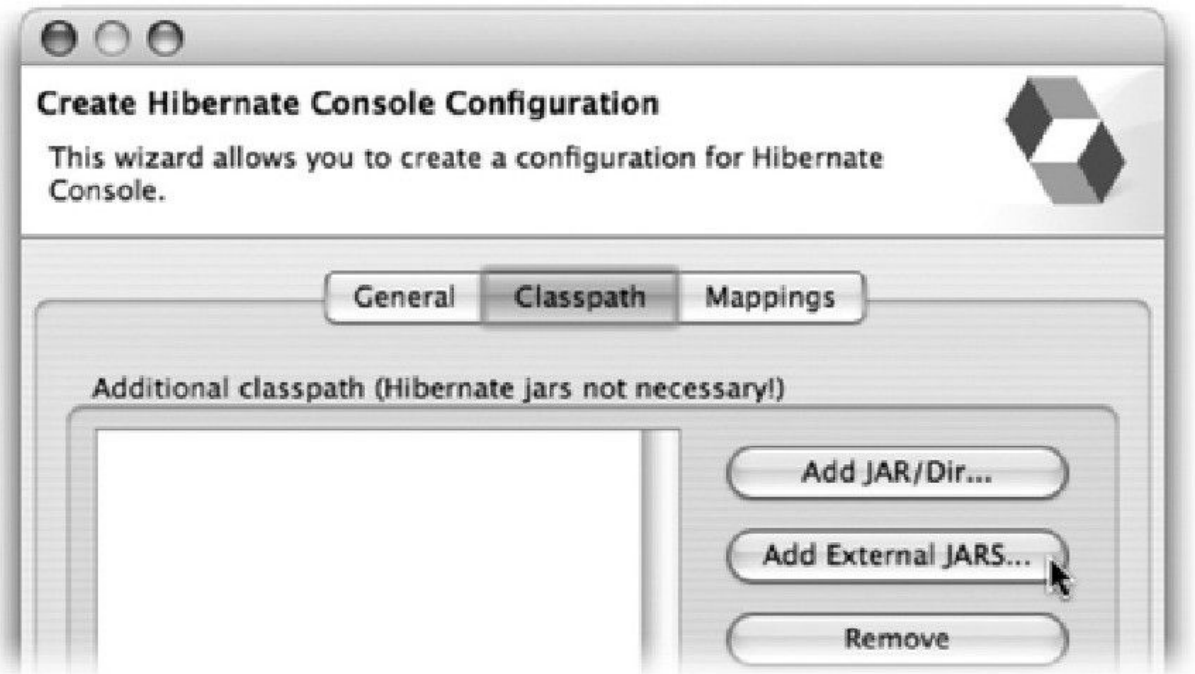 Create Hibernate Console Configuration
This wizard allows you to create a configuration for Hibernate
Console.
General
Classpath
Mappings
Additional classpath (Hibernate jars not necessary!)
Add JAR/Dir...
Add External JARS...
Remove